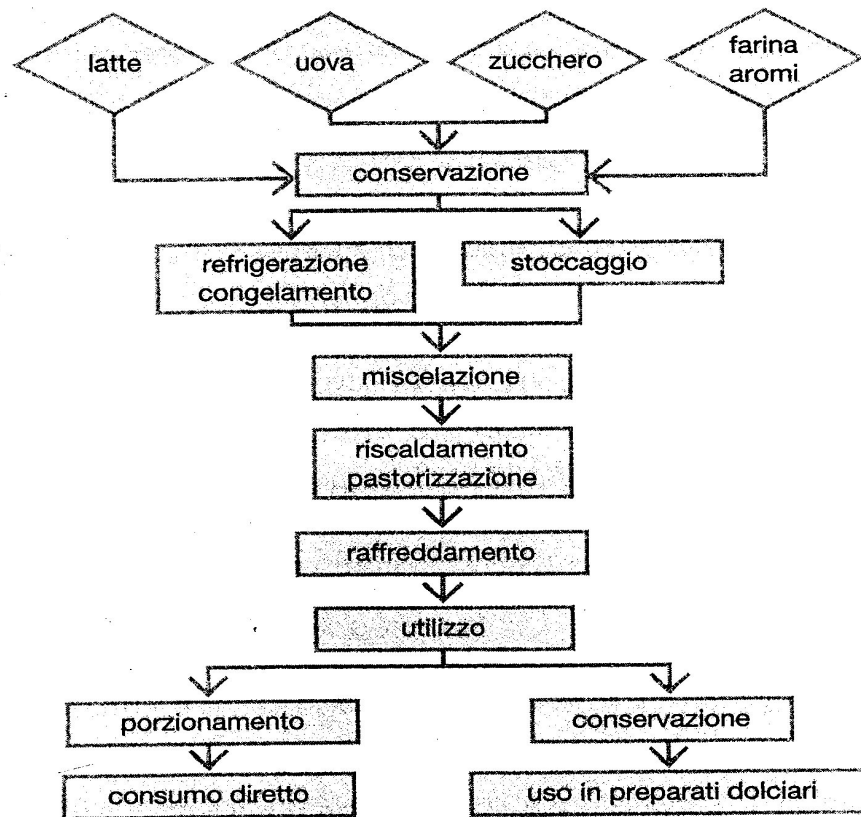 latte
uova
zucchero
farina
aromi
conservazione
refrigerazione
congelamento
stoccaggio
miscelazione
riscaldamento
pastorizzazione
raffreddamento
utilizzo
porzionamento
conservazione
consumo diretto
uso in preparati dolciari